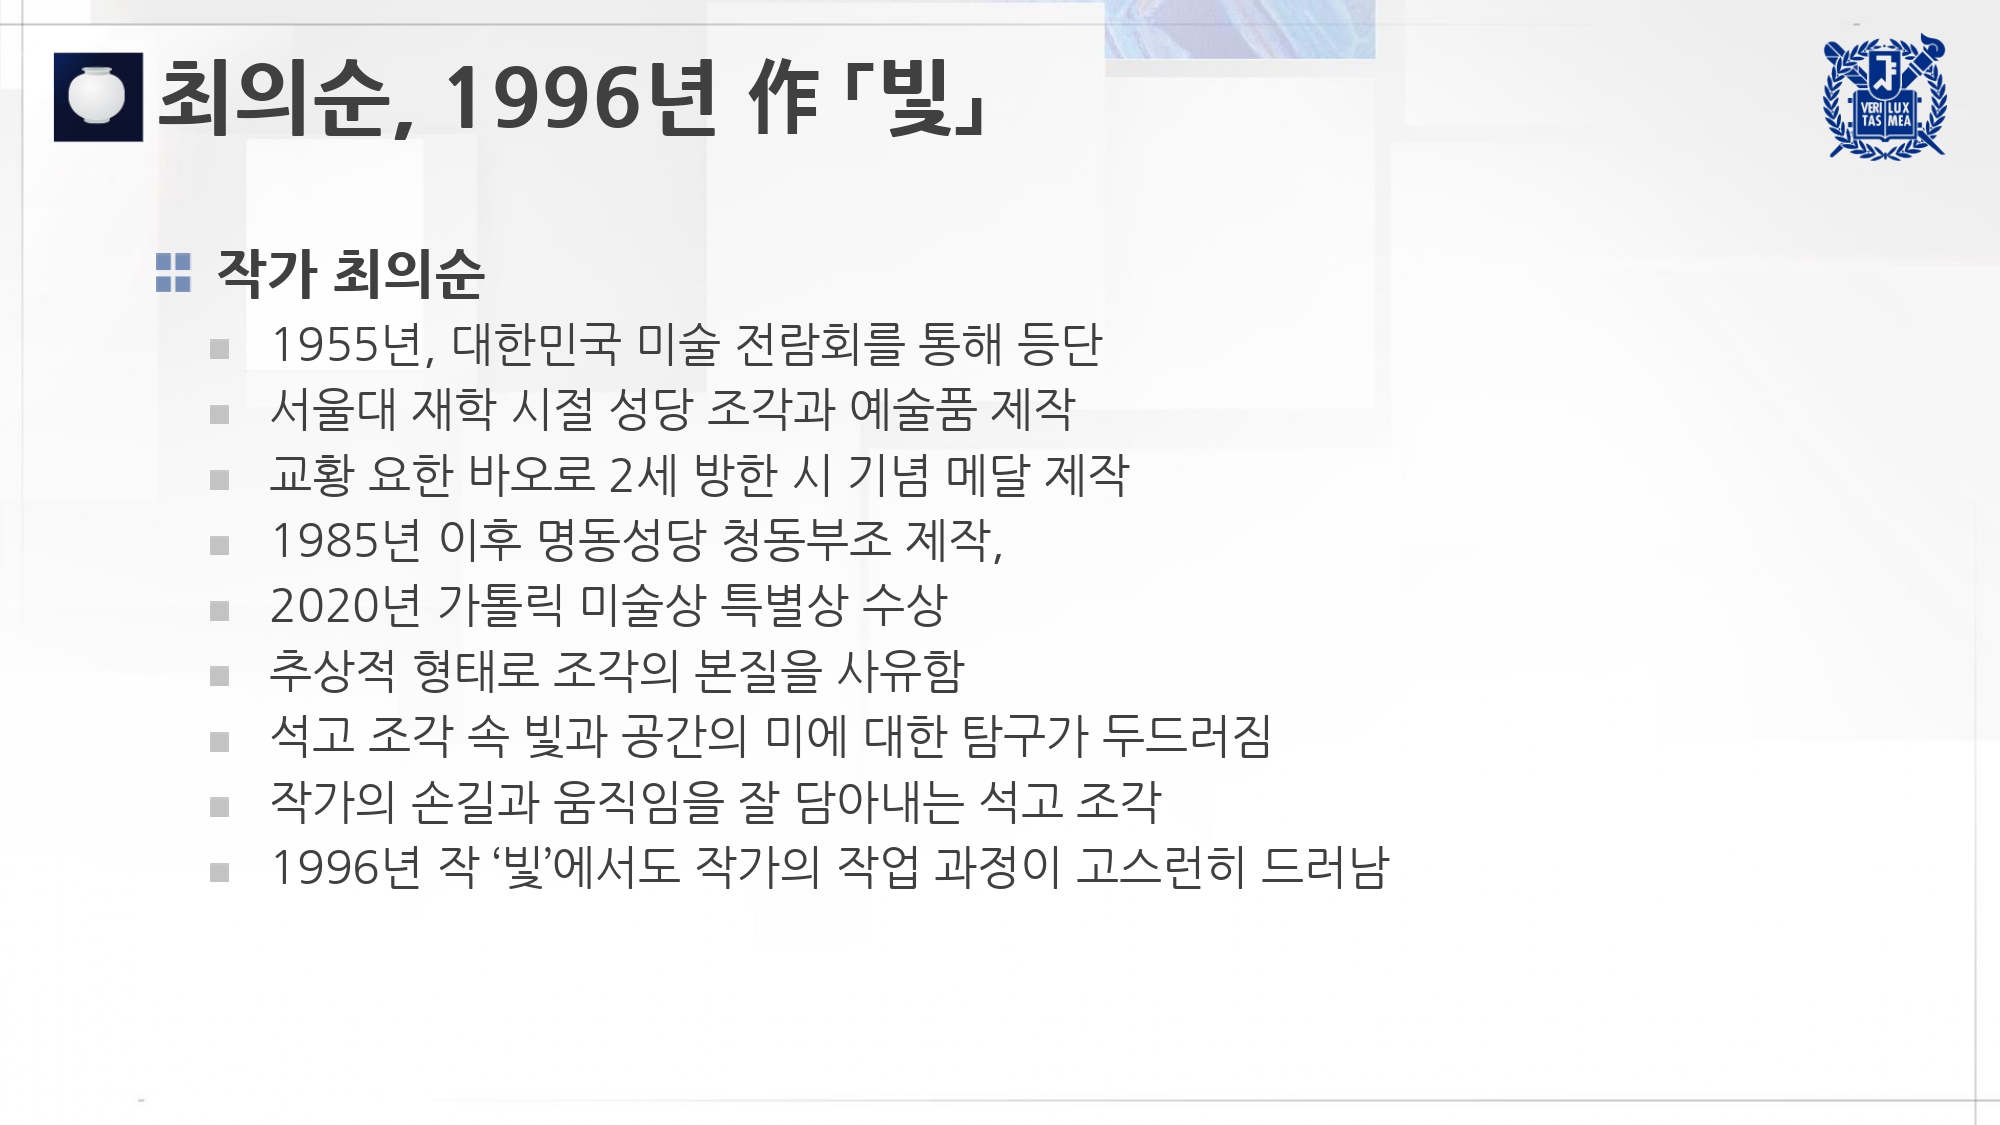 최의순, 1996년 作 ｢빛｣
VERI LUX
TAS MEA
작가 최의순
1955년, 대한민국 미술 전람회를 통해 등단
서울대 재학 시절 성당 조각과 예술품 제작
교황 요한 바오로 2세 방한 시 기념 메달 제작
1985년 이후 명동성당 청동부조 제작,
2020년 가톨릭 미술상 특별상 수상
추상적 형태로 조각의 본질을 사유함
석고 조각 속 빛과 공간의 미에 대한 탐구가 두드러짐
작가의 손길과 움직임을 잘 담아내는 석고 조각
1996년 작 ‘빛’에서도 작가의 작업 과정이 고스런히 드러남